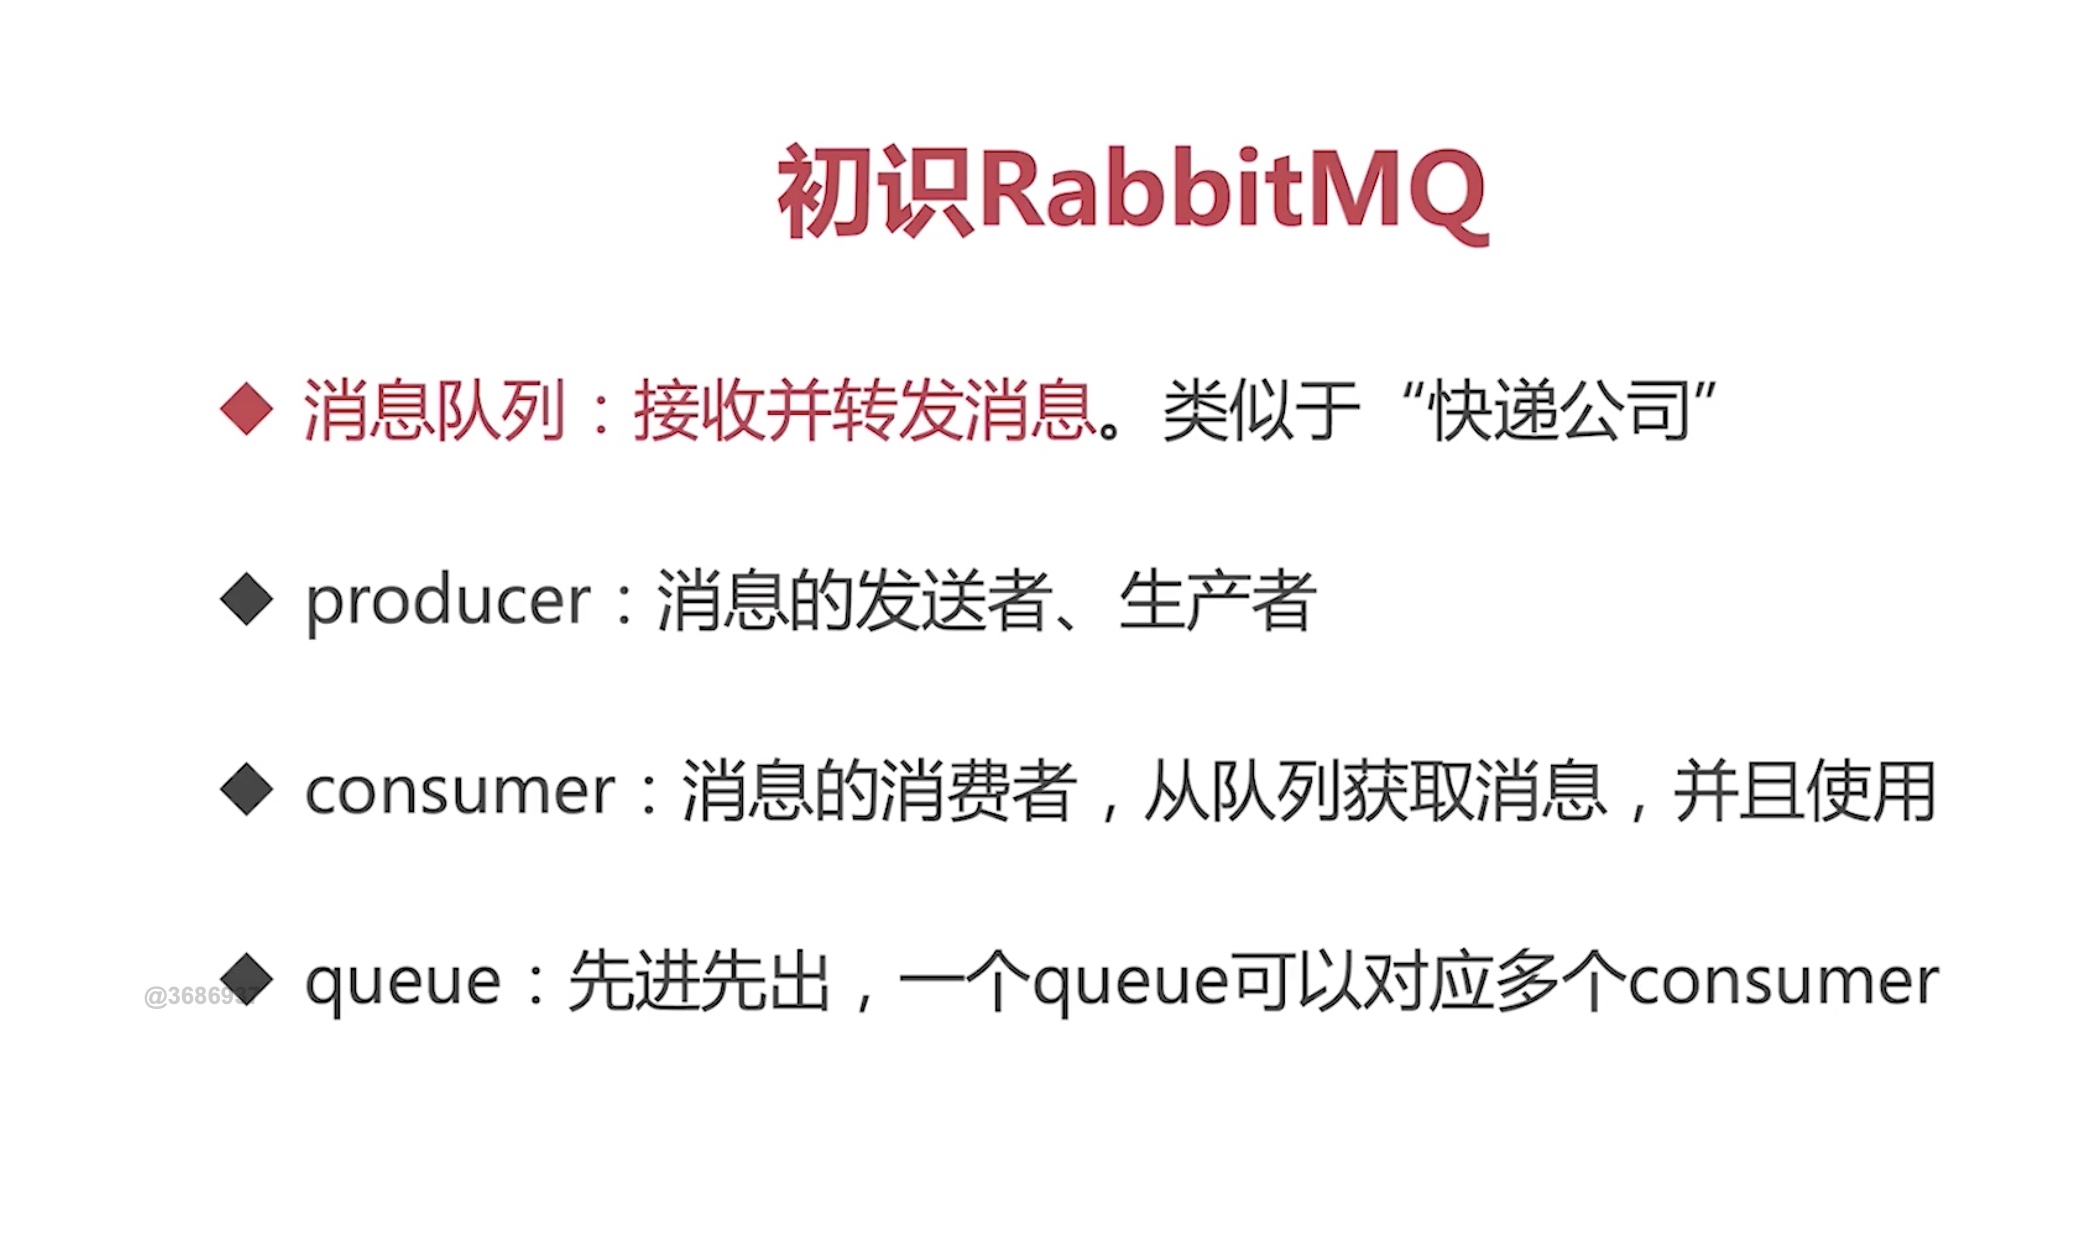 初识RabbitMQ
◆ 消息队列：接收并转发消息。类似于“快递公司”
◆ producer：消息的发送者、生产者
◆ consumer：消息的消费者，从队列获取消息，并且使用
◆ queue：先进先出，一个queue可以对应多个consumer